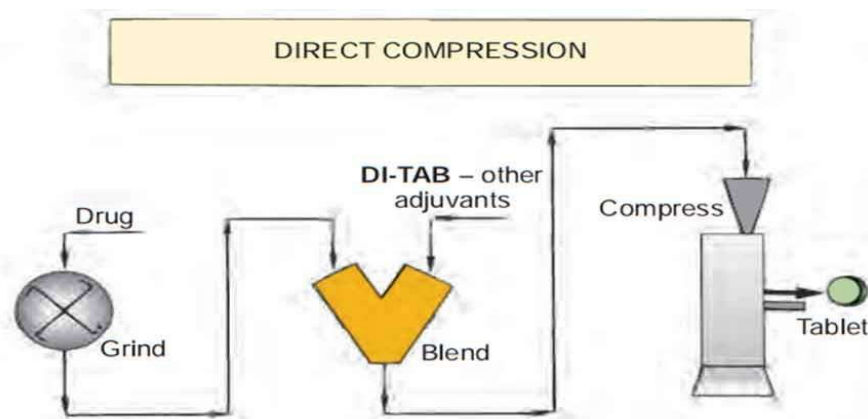 DIRECT COMPRESSION
DI-TAB – other
adjuvants
Drug
Compress
Grind
Blend
Tablet